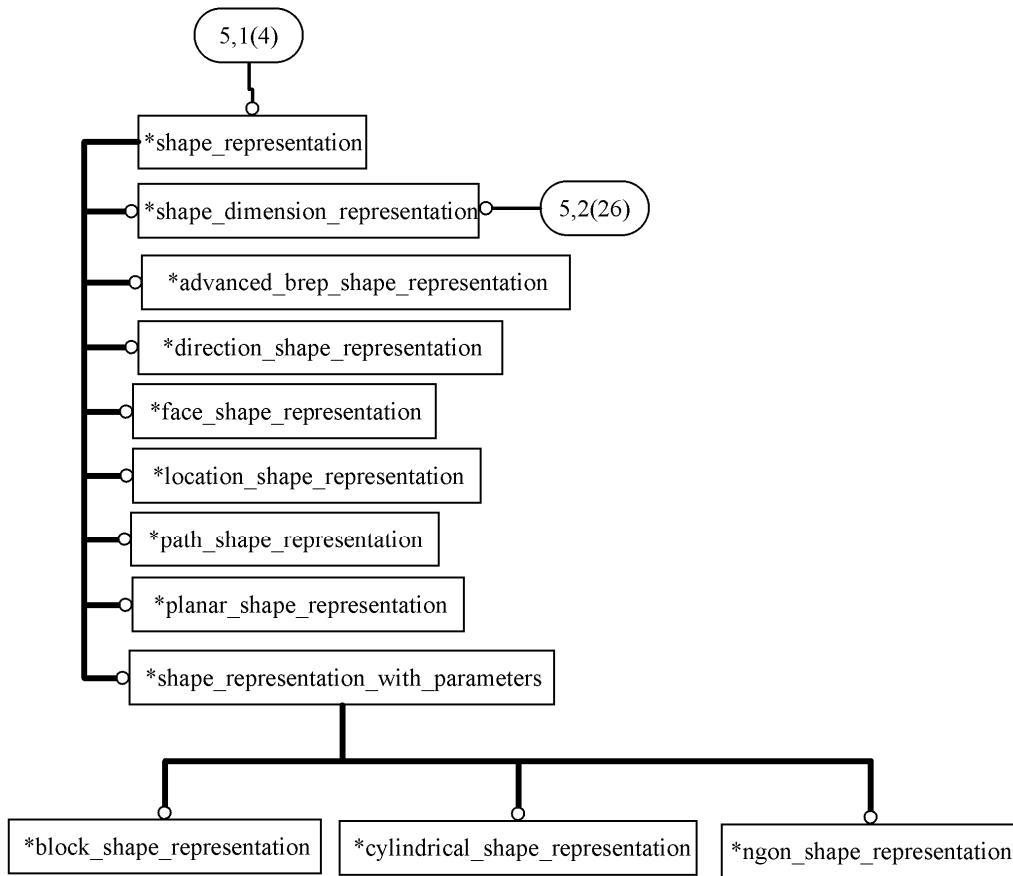 5,1(4)
*shape_representation
*shape_dimension_representation
5,2(26)
*advanced_brep_shape_representation
*direction_shape_representation
*face_shape_representation
*location_shape_representation
*path_shape_representation
*planar_shape_representation
*shape_representation_with_parameters
*block_shape_representation
*cylindrical_shape_representation
*ngon_shape_representation